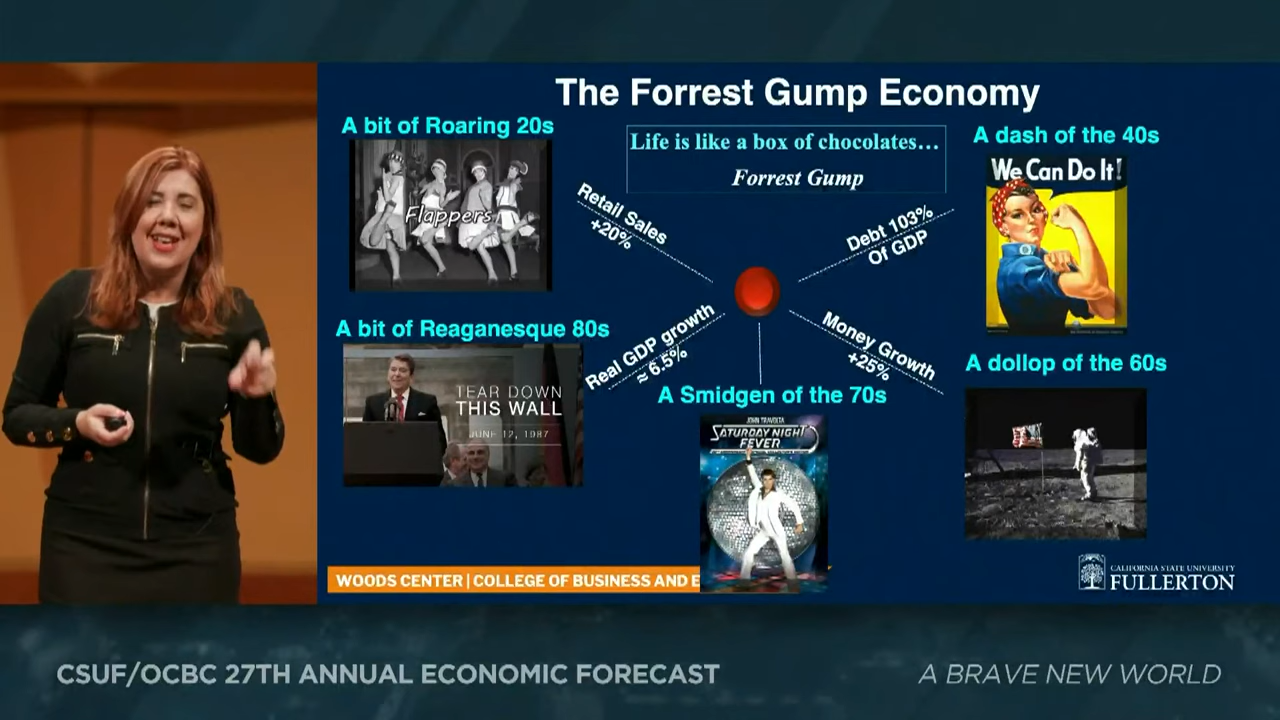 The Forrest Gump Economy
A bit of Roaring 20s
Flappers
Life is like a box of chocolates…
Forrest Gump
A dash of the 40s
We Can Do It!
Retail Sales
+20%
Debt 103%
Of GDP
A bit of Reaganesque 80s
TEAR DOWN
THIS WALL
JUNE 12, 1987
Real GDP growth
≈ 6.5%
Money Growth
+25%
A Smidgen of the 70s
JOHN TRAVOLTA
SATURDAY NIGHT
FEVER
A dollop of the 60s
WOODS CENTER | COLLEGE OF BUSINESS AND E
CALIFORNIA STATE UNIVERSITY
FULLERTON
CSUF/OCBC 27TH ANNUAL ECONOMIC FORECAST
A BRAVE NEW WORLD